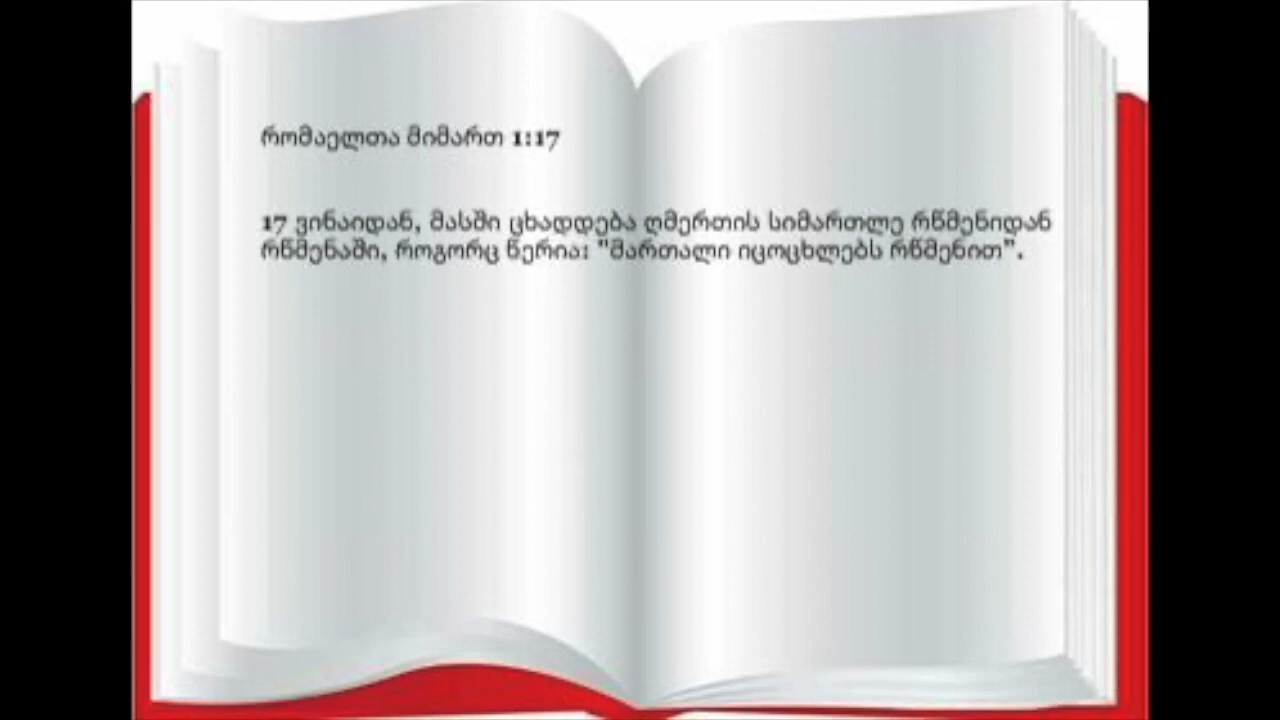 რომაელთა მიმართ 1:17
17 ვინაიდან, მასში ცხადდება ღმერთის სიმართლე რწმენიდან
რწმენაში, როგორც წერია: "მართალი იცოცხლებს რწმენით".